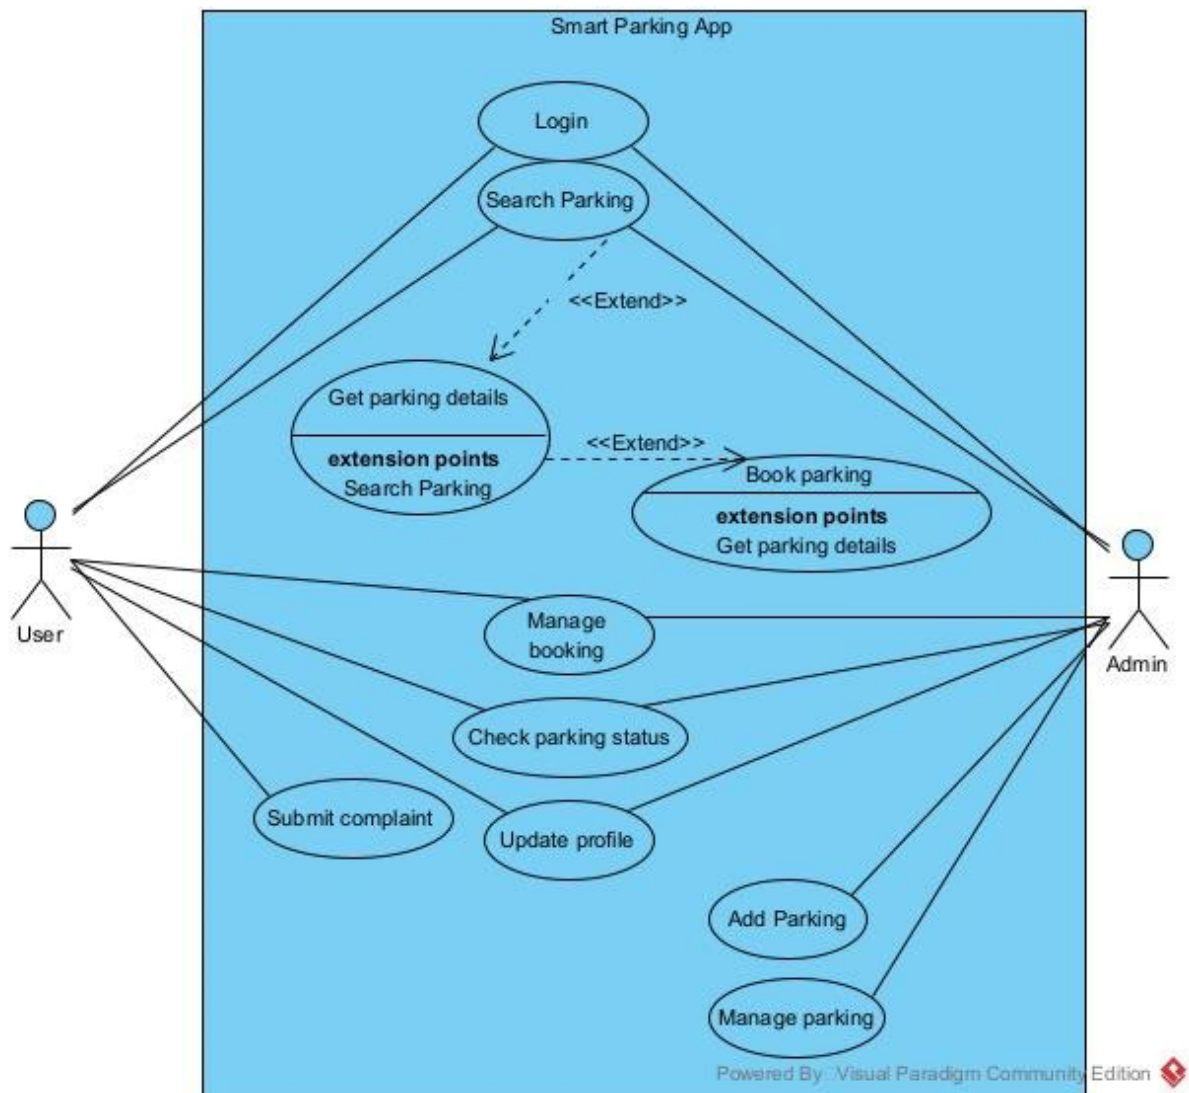 Smart Parking App
Login
Search Parking
<<Extend>>
Get parking details
extension points
Search Parking
<<Extend>>
Book parking
extension points
Get parking details
User
Admin
Manage
booking
Check parking status
Submit complaint
Update profile
Add Parking
Manage parking
Powered By Visual Paradigm Community Edition